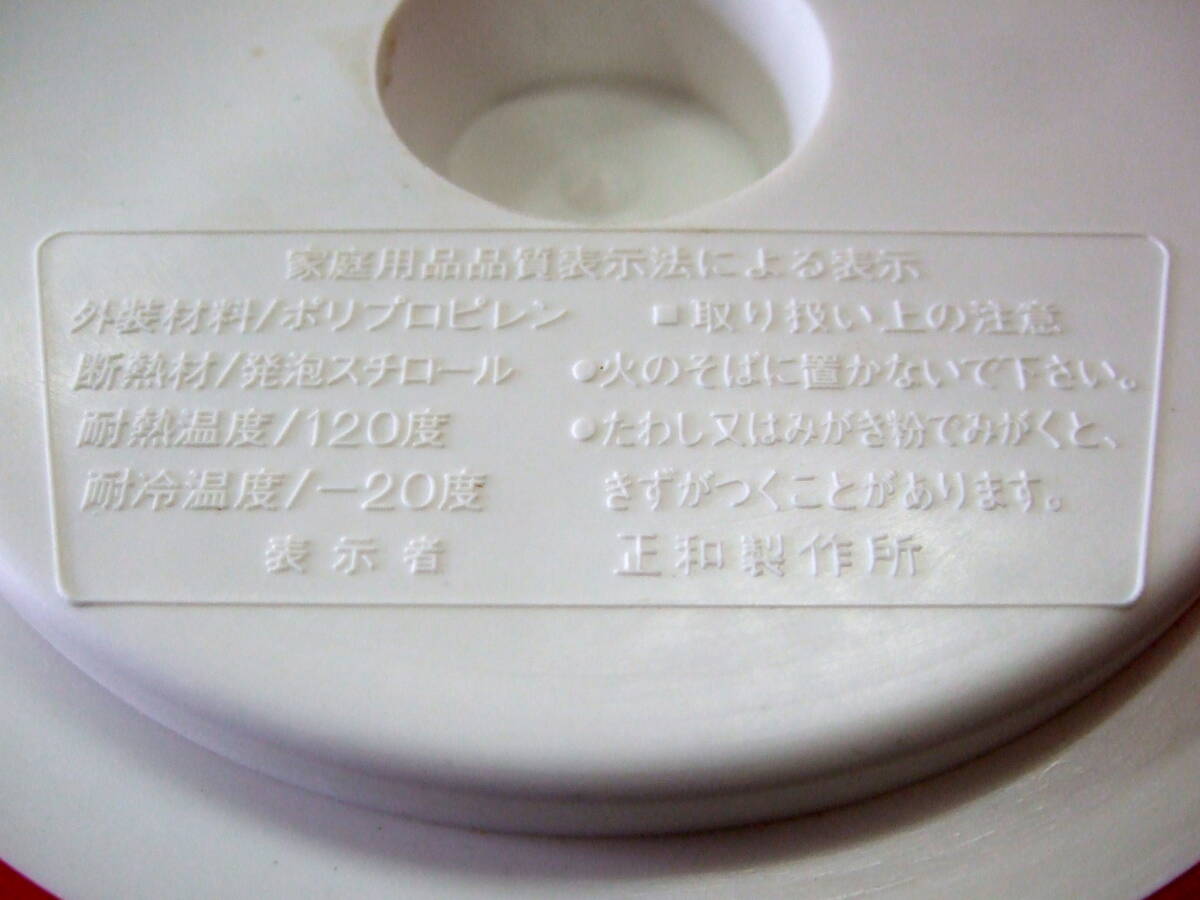 家庭用品品質表示法による表示
外装材料/ポリプロピレン
断熱材/発泡スチロール
耐熱温度/120度
耐冷温度/-20度
■取り扱い上の注意
●火のそばに置かないで下さい。
●たわし又はみがき粉でみがくと、
きずがつくことがあります。
表示者 正和製作所